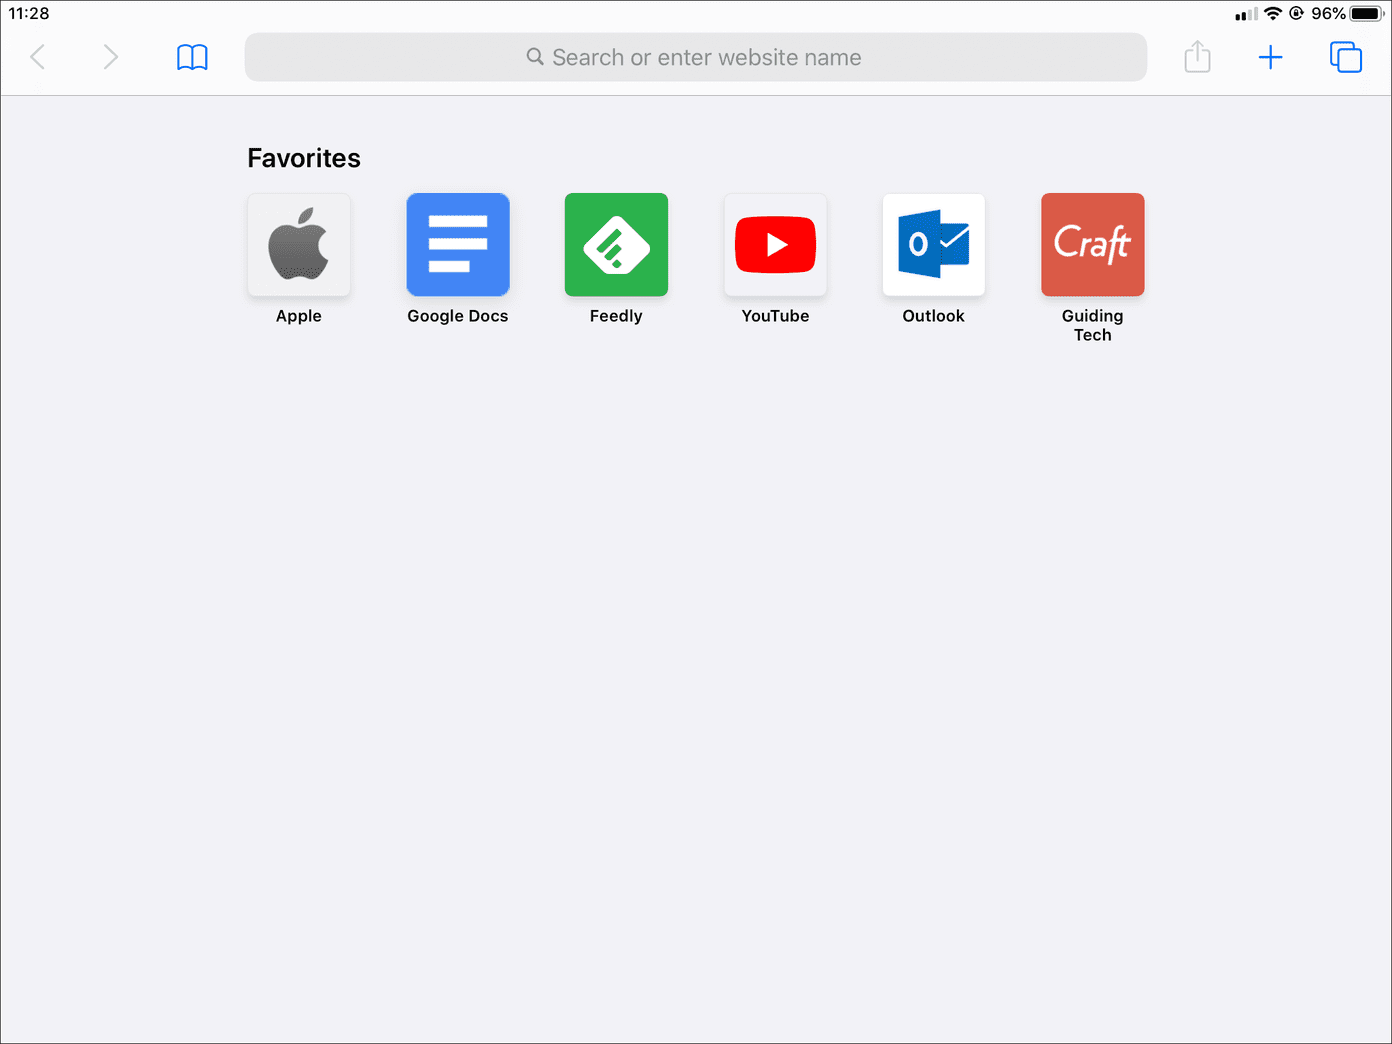 11:28
96%
Search or enter website name
Favorites
Craft
Apple
Google Docs
Feedly
YouTube
Outlook
Guiding
Tech